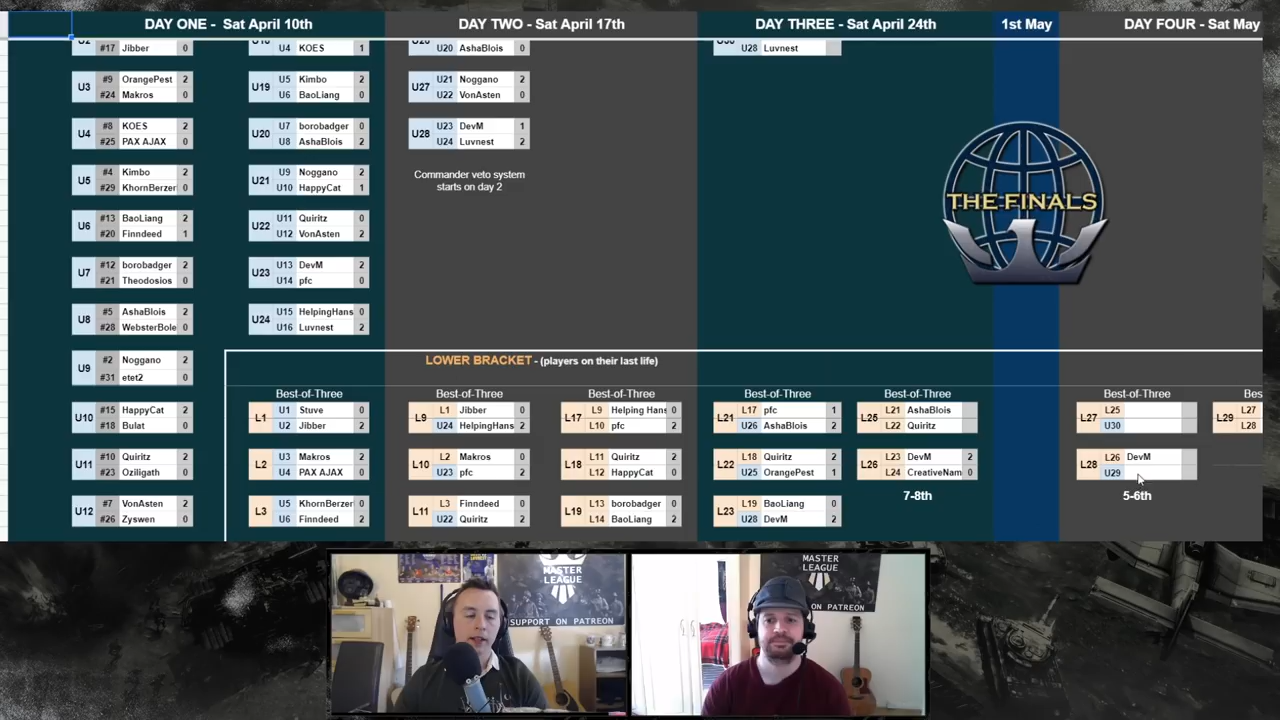 DAY ONE - Sat April 10th
DAY TWO - Sat April 17th
DAY THREE - Sat April 24th
1st May
DAY FOUR - Sat May
#17 Jibber 0
U3
#9 OrangePest 2
#24 Makros 0
U4
#8 KOES 2
#25 PAX AJAX 0
U5
#4 Kimbo 2
#29 KhornBerzer 0
U6
#13 BaoLiang 2
#20 Finndeed 1
U7
#12 borobadger 2
#21 Theodosios 0
U8
#5 AshaBlois 2
#28 WebsterBole 0
U9
#2 Noggano 2
#31 etet2 0
U10
#15 HappyCat 2
#18 Bulat 0
U11
#10 Quiritz 2
#23 Oziligath 0
U12
#7 VonAsten 2
#26 Zyswen 0
U4 KOES 1
U19
U5 Kimbo 2
U6 BaoLiang 0
U20
U7 borobadger 0
U8 AshaBlois 2
U21
U9 Noggano 2
U10 HappyCat 1
U22
U11 Quiritz 0
U12 VonAsten 2
U23
U13 DevM 2
U14 pfc 0
U24
U15 HelpingHans 0
U16 Luvnest 2
U20 AshaBlois 0
U27
U21 Noggano 2
U22 VonAsten 0
U28
U23 DevM 1
U24 Luvnest 2
Commander veto system
starts on day 2
U28 Luvnest
THE FINALS
LOWER BRACKET - (players on their last life)
Best-of-Three
L1
U1 Stuve 0
U2 Jibber 2
L2
U3 Makros 2
U4 PAX AJAX 0
L3
U5 KhornBerzer 0
U6 Finndeed 2
Best-of-Three
L9
L1 Jibber 0
U24 HelpingHans 2
L10
L2 Makros 0
U23 pfc 2
L11
L3 Finndeed 0
U22 Quiritz 2
Best-of-Three
L17
L9 Helping Hans 0
L10 pfc 2
L18
L11 Quiritz 2
L12 HappyCat 0
L19
L13 borobadger 0
L14 BaoLiang 2
Best-of-Three
L21
L17 pfc 1
U26 AshaBlois 2
L22
L18 Quiritz 2
U25 OrangePest 1
L23
L19 BaoLiang 0
U28 DevM 2
Best-of-Three
L25
L21 AshaBlois
L22 Quiritz
L26
L23 DevM 2
L24 CreativeNam 0
7-8th
Best-of-Three
L27
L25
U30
L28
L26 DevM
U29
5-6th
Bes
L29
L27
L28
MASTER
LEAGUE
SUPPORT ON PATREON
MASTER
LEAGUE
ON PATREON